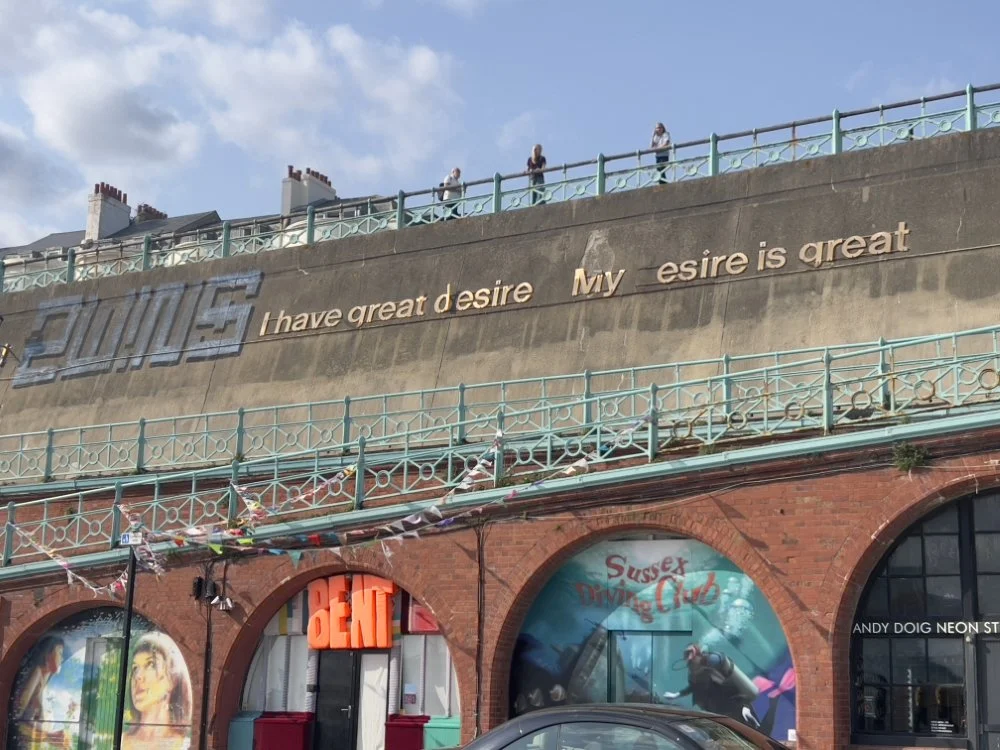 I have great desire My esire is great
BENT
Sussex
Diving Club
ANDY DOIG NEON ST